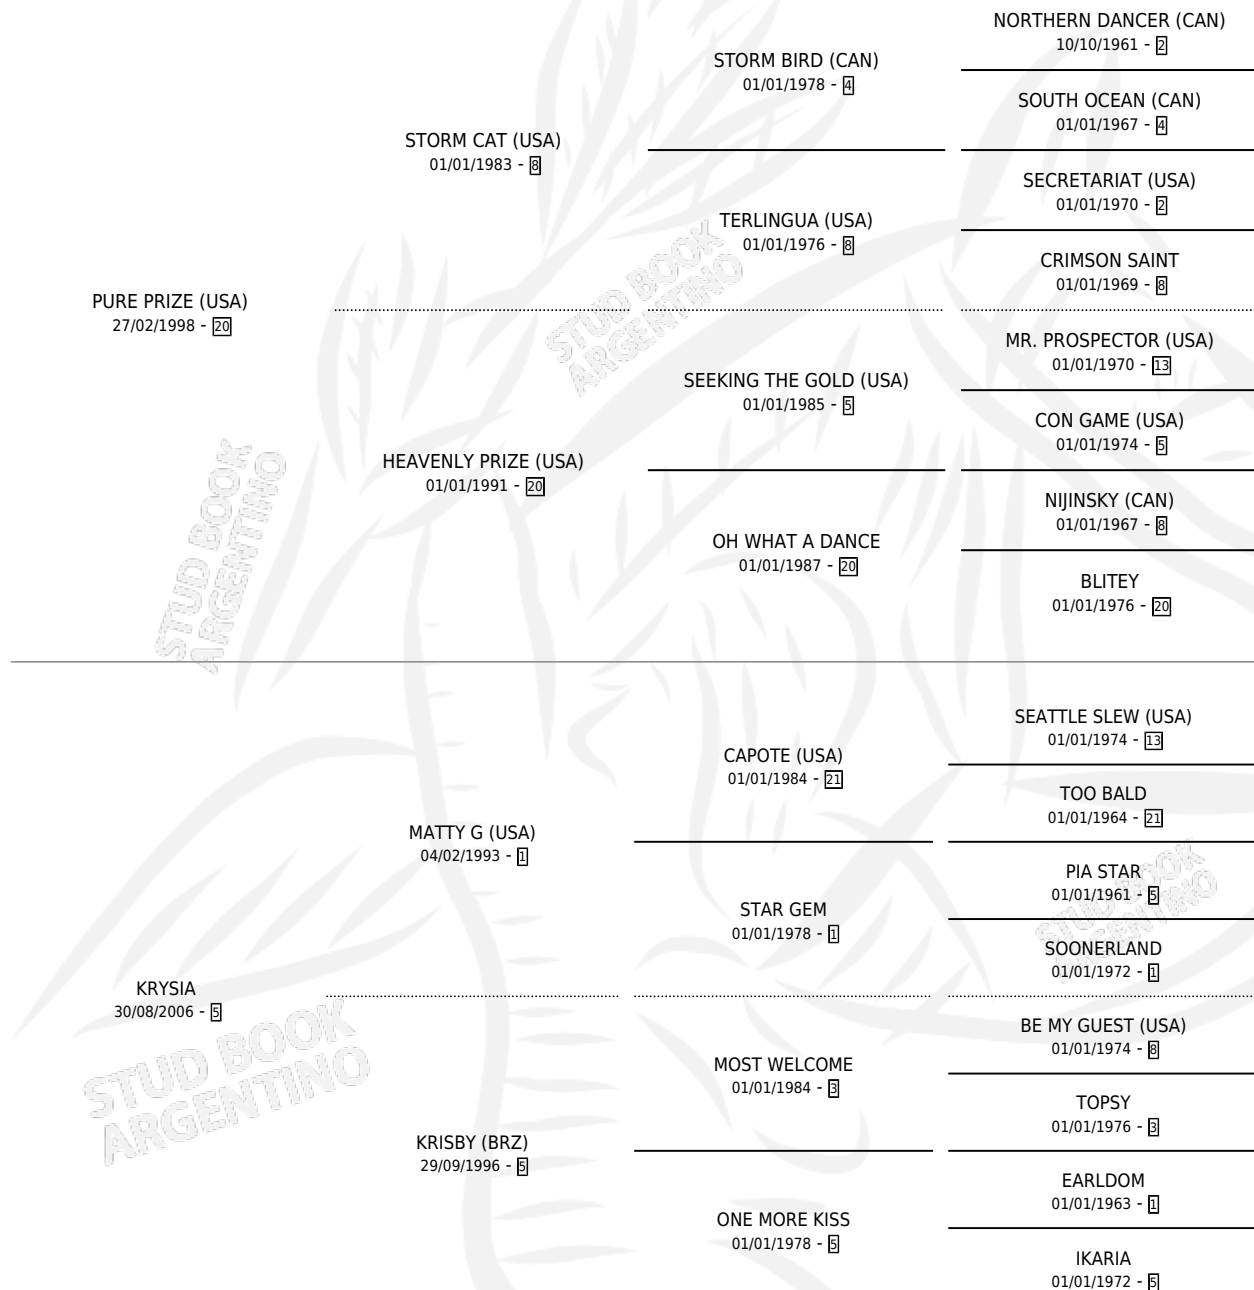 NORTHERN DANCER (CAN)
10/10/1961 - 2
STORM BIRD (CAN)
01/01/1978 - 4
SOUTH OCEAN (CAN)
01/01/1967 - 4
STORM CAT (USA)
01/01/1983 - 8
SECRETARIAT (USA)
01/01/1970 - 2
TERLINGUA (USA)
01/01/1976 - 8
CRIMSON SAINT
01/01/1969 - 8
PURE PRIZE (USA)
27/02/1998 - 20
MR. PROSPECTOR (USA)
01/01/1970 - 13
SEEKING THE GOLD (USA)
01/01/1985 - 5
CON GAME (USA)
01/01/1974 - 5
HEAVENLY PRIZE (USA)
01/01/1991 - 20
NIJINSKY (CAN)
01/01/1967 - 8
OH WHAT A DANCE
01/01/1987 - 20
BLITEY
01/01/1976 - 20
SEATTLE SLEW (USA)
01/01/1974 - 13
CAPOTE (USA)
01/01/1984 - 21
TOO BALD
01/01/1964 - 21
MATTY G (USA)
04/02/1993 - 1
PIA STAR
01/01/1961 - 5
STAR GEM
01/01/1978 - 1
SOONERLAND
01/01/1972 - 1
KRYSIA
30/08/2006 - 5
BE MY GUEST (USA)
01/01/1974 - 8
MOST WELCOME
01/01/1984 - 3
TOPSY
01/01/1976 - 3
KRISBY (BRZ)
29/09/1996 - 5
EARLDOM
01/01/1963 - 1
ONE MORE KISS
01/01/1978 - 5
IKARIA
01/01/1972 - 5
STUD BOOK
ARGENTINO
STUD BOOK
ARGENTINO
STUD BOOK
ARGENTINO
STUD BOOK
ARGENTINO